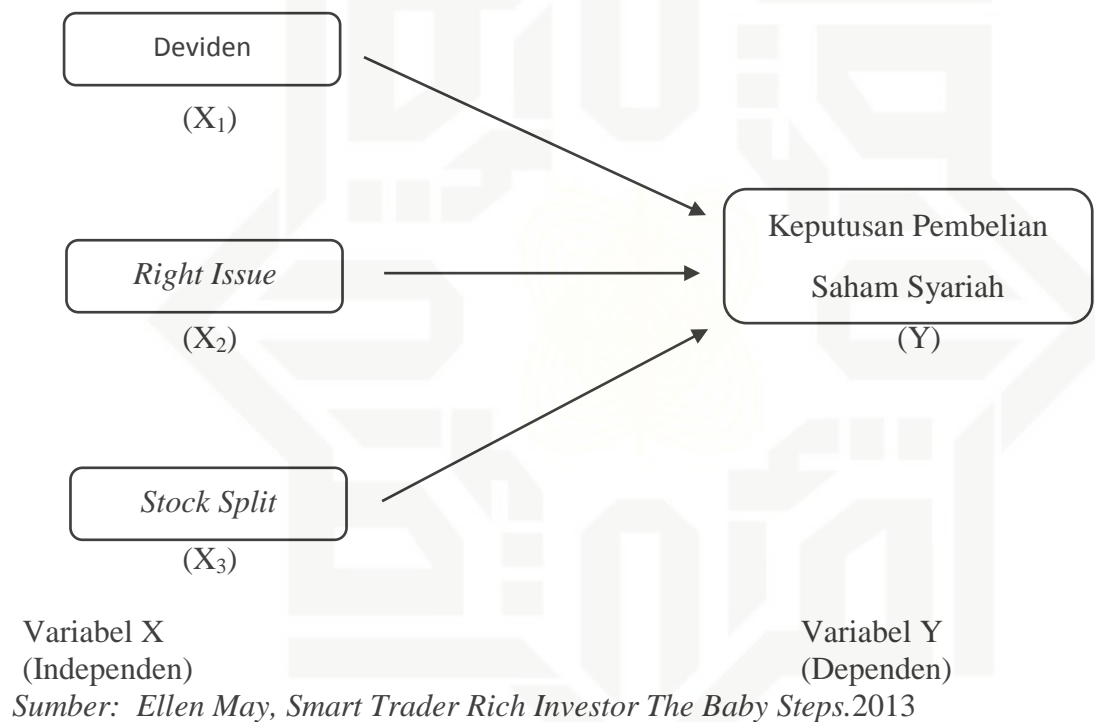 Deviden
(X₁)
Keputusan Pembelian
Saham Syariah
(Y)
Right Issue
(X₂)
Stock Split
(X₃)
Variabel X
(Independen)
Variabel Y
(Dependen)
Sumber: Ellen May, Smart Trader Rich Investor The Baby Steps.2013